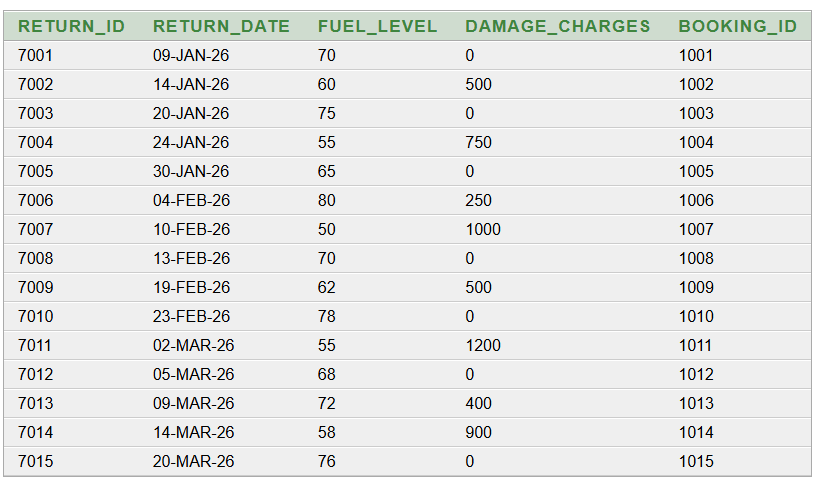 RETURN_ID RETURN_DATE FUEL_LEVEL DAMAGE_CHARGES BOOKING_ID
7001 09-JAN-26 70 0 1001
7002 14-JAN-26 60 500 1002
7003 20-JAN-26 75 0 1003
7004 24-JAN-26 55 750 1004
7005 30-JAN-26 65 0 1005
7006 04-FEB-26 80 250 1006
7007 10-FEB-26 50 1000 1007
7008 13-FEB-26 70 0 1008
7009 19-FEB-26 62 500 1009
7010 23-FEB-26 78 0 1010
7011 02-MAR-26 55 1200 1011
7012 05-MAR-26 68 0 1012
7013 09-MAR-26 72 400 1013
7014 14-MAR-26 58 900 1014
7015 20-MAR-26 76 0 1015